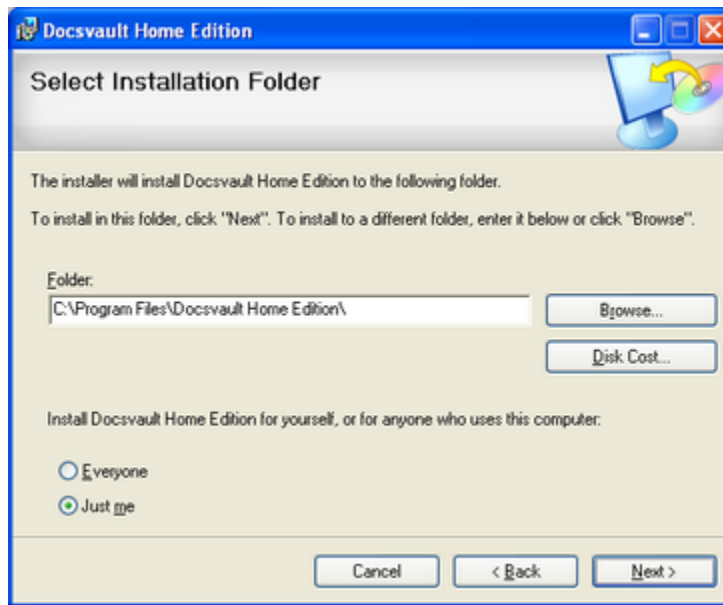 Docsvault Home Edition
Select Installation Folder
The installer will install Docsvault Home Edition to the following folder.
To install in this folder, click "Next". To install to a different folder, enter it below or click "Browse".
Folder:
C:\Program Files\Docsvault Home Edition\
Browse...
Disk Cost...
Install Docsvault Home Edition for yourself, or for anyone who uses this computer:
Everyone
Just me
Cancel
< Back
Next >